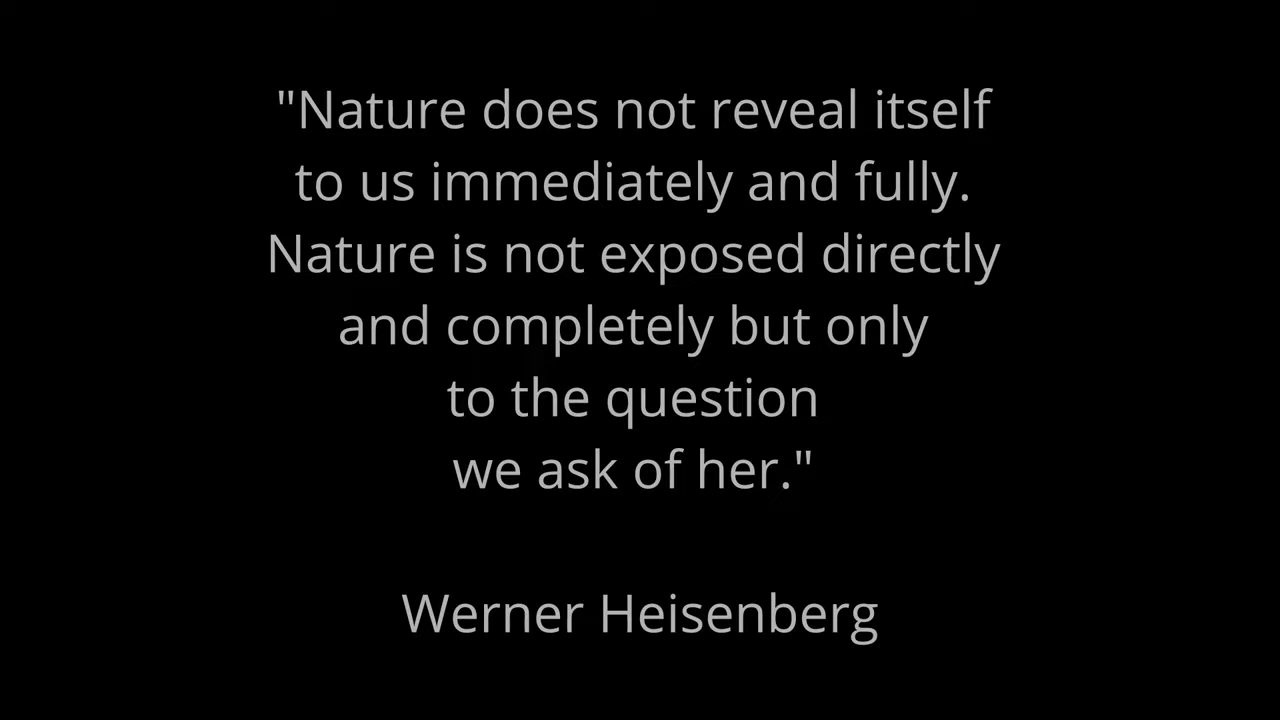 "Nature does not reveal itself
to us immediately and fully.
Nature is not exposed directly
and completely but only
to the question
we ask of her."
Werner Heisenberg